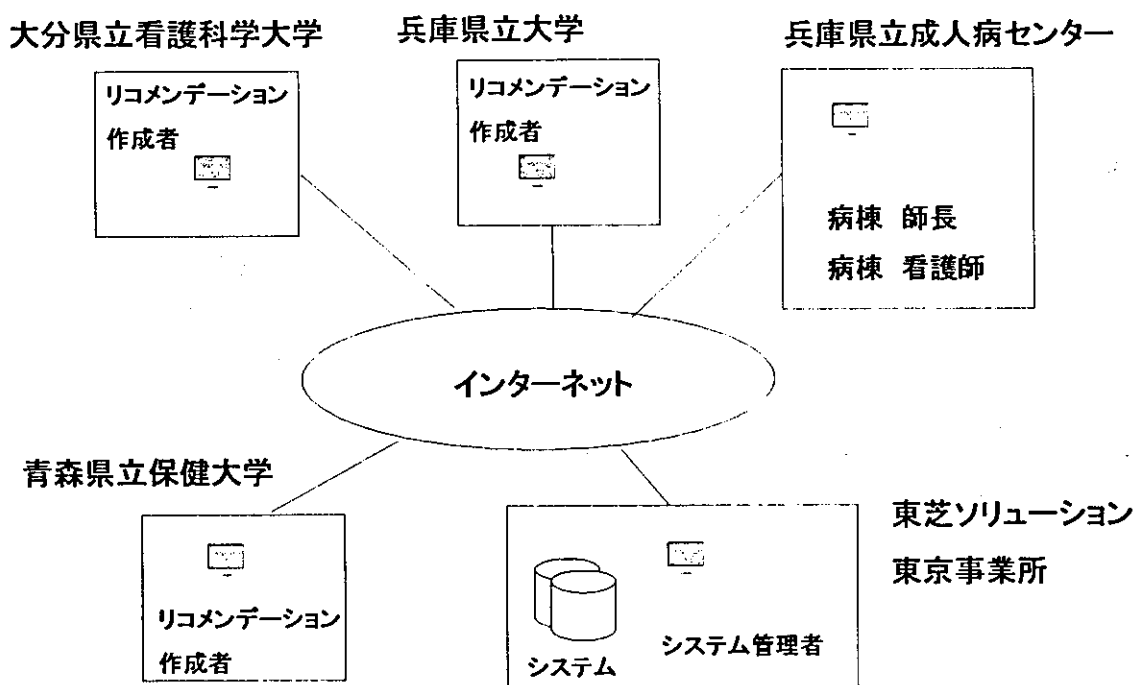 大分県立看護科学大学
リコメンデーション
作成者
兵庫県立大学
リコメンデーション
作成者
兵庫県立成人病センター
病棟 師長
病棟 看護師
インターネット
青森県立保健大学
リコメンデーション
作成者
システム
システム管理者
東芝ソリューション
東京事業所